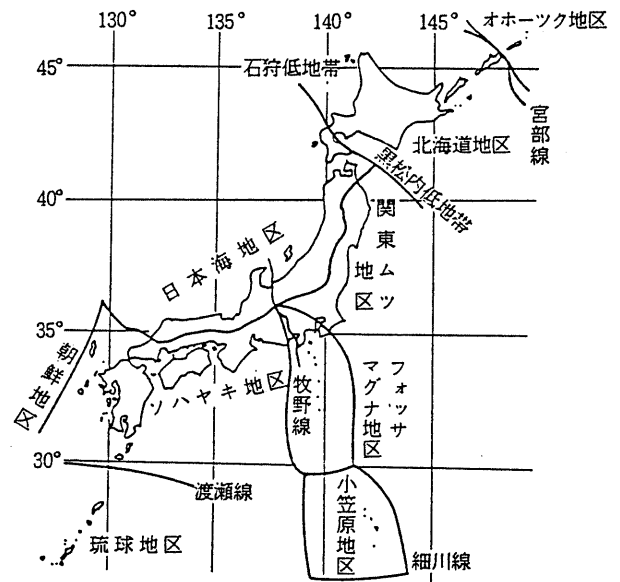 130°
135°
140°
145°
オホーツク地区
45°
石狩低地帯
宮部線
北海道地区
黒松内低地帯
40°
関東ムツ地区
日本海地区
35°
朝鮮地区
ソハヤキ地区
牧野線
フォッサマグナ地区
30°
渡瀬線
小笠原地区
琉球地区
細川線